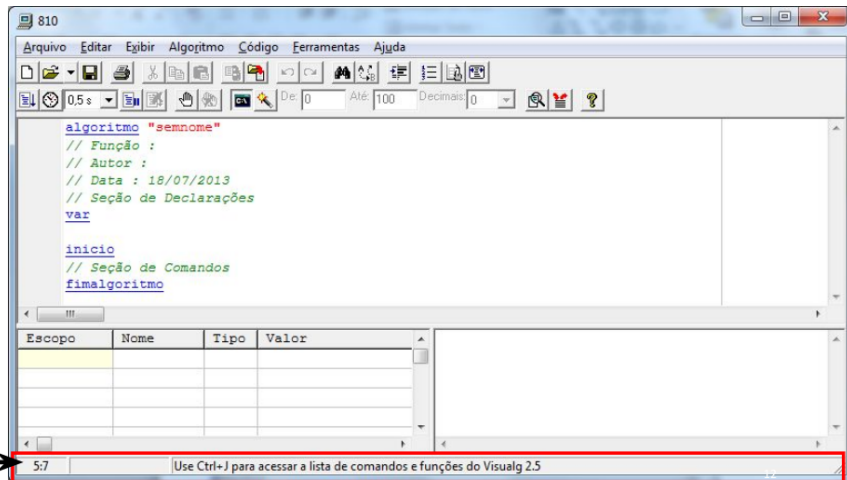 810
Arquivo Editar Exibir Algoritmo Código Ferramentas Ajuda
0,5 s De: 0 Até: 100 Decimais: 0
algoritmo "semnome"
// Função :
// Autor :
// Data : 18/07/2013
// Seção de Declarações
var
inicio
// Seção de Comandos
fimalgoritmo
Escopo Nome Tipo Valor
5:7 Use Ctrl+J para acessar a lista de comandos e funções do Visualg 2.5
12